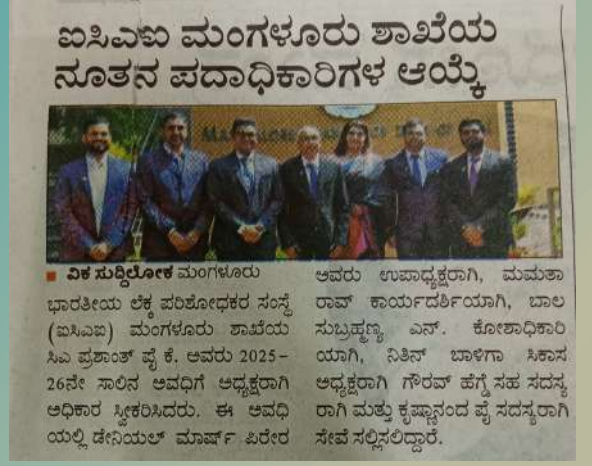 ಐಸಿಎಐ ಮಂಗಳೂರು ಶಾಖೆಯ
ನೂತನ ಪದಾಧಿಕಾರಿಗಳ ಆಯ್ಕೆ
■ ವಿಕ ಸುದ್ದಿಲೋಕ ಮಂಗಳೂರು
ಭಾರತೀಯ ಲೆಕ್ಕ ಪರಿಶೋಧಕರ ಸಂಸ್ಥೆ
(ಐಸಿಎಐ) ಮಂಗಳೂರು ಶಾಖೆಯ
ಸಿಎ ಪ್ರಶಾಂತ್ ಪೈ ಕೆ. ಅವರು 2025-
26ನೇ ಸಾಲಿನ ಅವಧಿಗೆ ಅಧ್ಯಕ್ಷರಾಗಿ
ಅಧಿಕಾರ ಸ್ವೀಕರಿಸಿದರು. ಈ ಅವಧಿ
ಯಲ್ಲಿ ಡೇನಿಯಲ್ ಮಾರ್ಷ್ ಪಿರೇರ
ಅವರು ಉಪಾಧ್ಯಕ್ಷರಾಗಿ, ಮಮತಾ
ರಾವ್ ಕಾರ್ಯದರ್ಶಿಯಾಗಿ, ಬಾಲ
ಸುಬ್ರಹ್ಮಣ್ಯ ಎನ್. ಕೋಶಾಧಿಕಾರಿ
ಯಾಗಿ, ನಿತಿನ್ ಬಾಳಿಗಾ ಸಿಕಾಸ
ಅಧ್ಯಕ್ಷರಾಗಿ ಗೌರವ್ ಹೆಗ್ಡೆ ಸಹ ಸದಸ್ಯ
ರಾಗಿ ಮತ್ತು ಕೃಷ್ಣಾನಂದ ಪೈ ಸದಸ್ಯರಾಗಿ
ಸೇವೆ ಸಲ್ಲಿಸಲಿದ್ದಾರೆ.